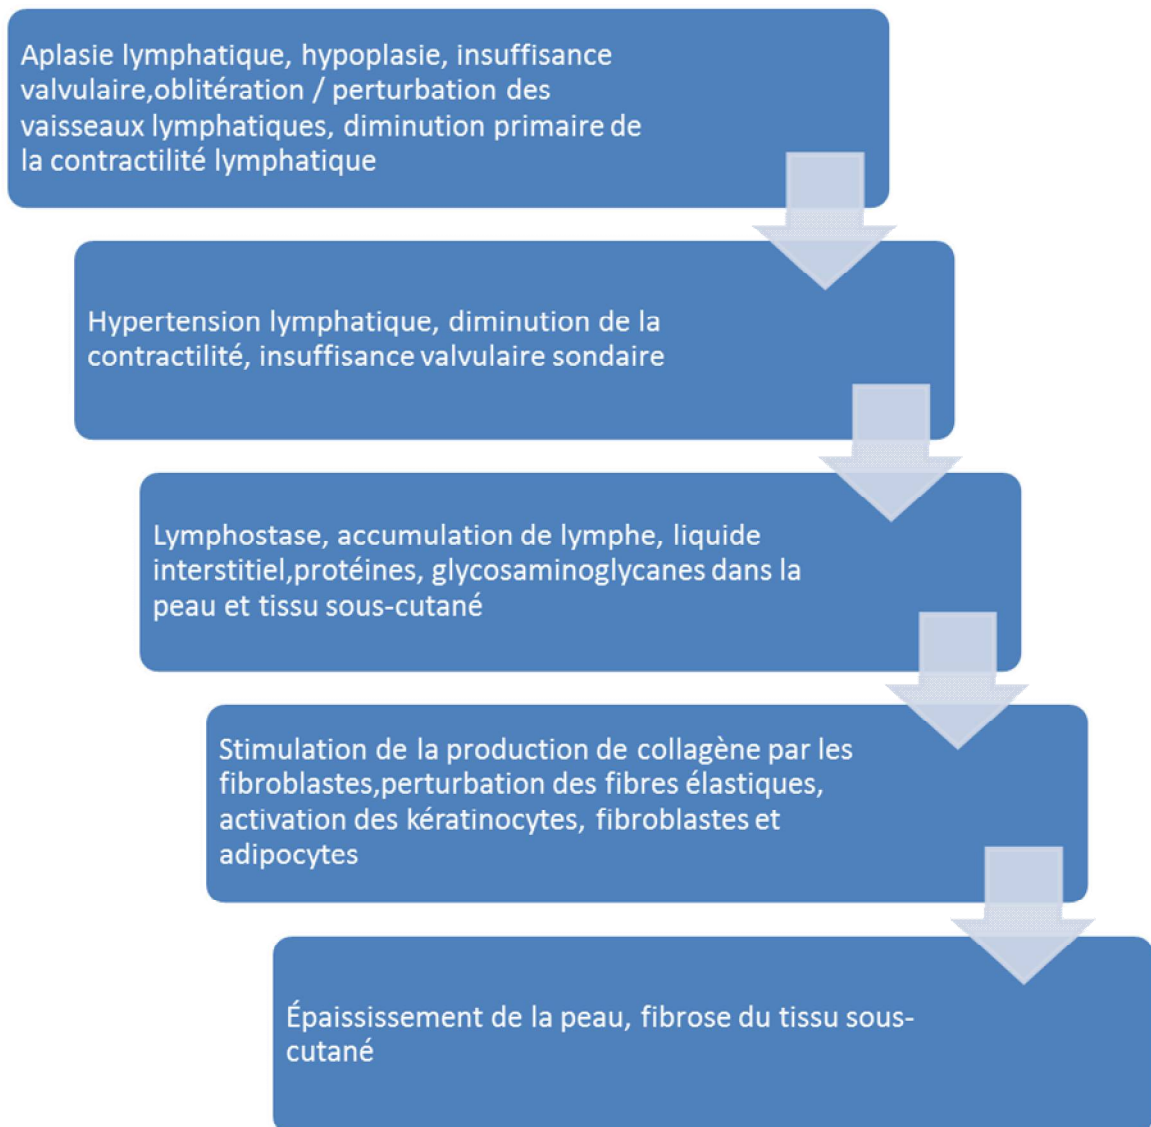 Aplasie lymphatique, hypoplasie, insuffisance
valvulaire,oblitération / perturbation des
vaisseaux lymphatiques, diminution primaire de
la contractilité lymphatique
Hypertension lymphatique, diminution de la
contractilité, insuffisance valvulaire sondaire
Lymphostase, accumulation de lymphe, liquide
interstitiel,protéines, glycosaminoglycanes dans la
peau et tissu sous-cutané
Stimulation de la production de collagène par les
fibroblastes,perturbation des fibres élastiques,
activation des kératinocytes, fibroblastes et
adipocytes
Épaississement de la peau, fibrose du tissu sous-
cutané